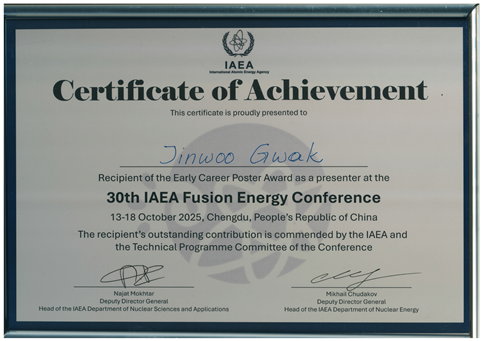 IAEA
International Atomic Energy Agency
Certificate of Achievement
This certificate is proudly presented to
Jinwoo Gwak
Recipient of the Early Career Poster Award as a presenter at the
30th IAEA Fusion Energy Conference
13-18 October 2025, Chengdu, People's Republic of China
The recipient's outstanding contribution is commended by the IAEA and
the Technical Programme Committee of the Conference
Najat Mokhtar
Deputy Director General
Head of the IAEA Department of Nuclear Sciences and Applications
Mikhail Chudakov
Deputy Director General
Head of the IAEA Department of Nuclear Energy